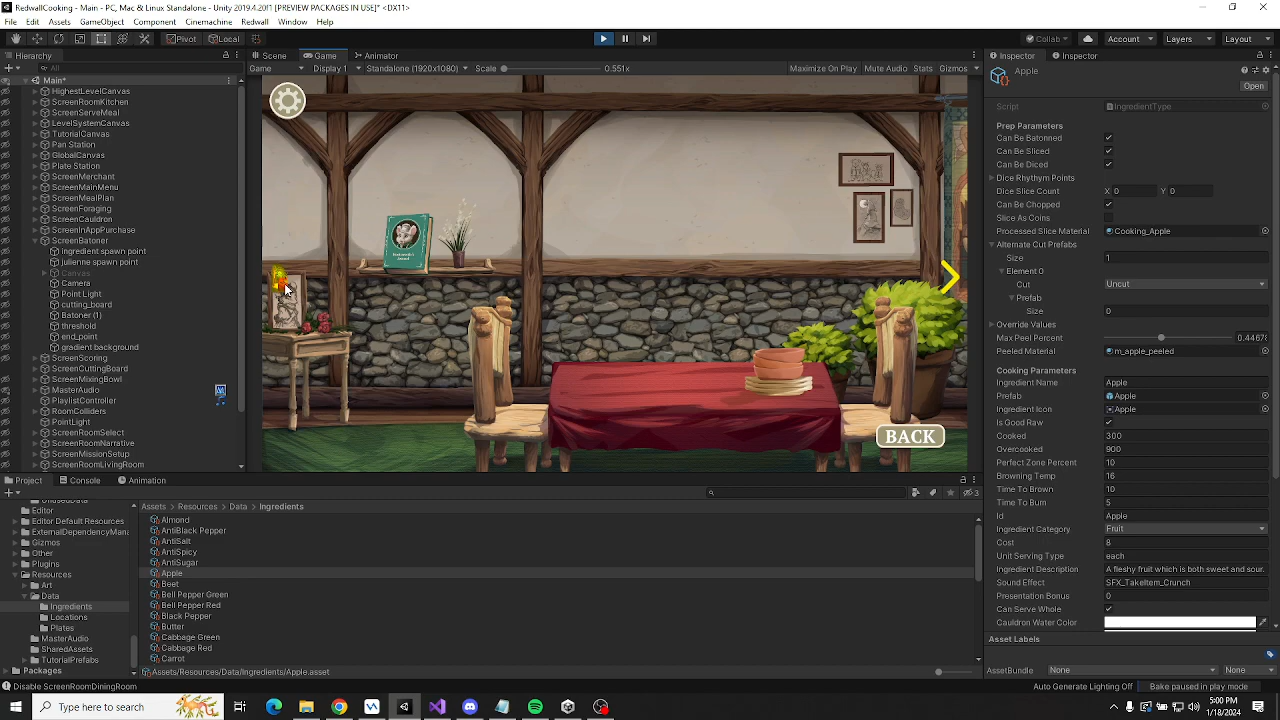 RedwallCooking - Main - PC, Mac & Linux Standalone - Unity 2019.4.20f1 [PREVIEW PACKAGES IN USE]* <DX11>
File Edit Assets GameObject Component Redwall Window Help
Pivot Local Collab Account Layers Layout
Hierarchy
All
Main*
HighestLevelCanvas
ScreenRoomKitchen
ScreenServeMeal
LevelSystemCanvas
TutorialCanvas
Pan Station
GlobalCanvas
Plate Station
ScreenMerchant
ScreenMainMenu
ScreenMealPlan
ScreenForaging
ScreenCauldron
ScreenInAppPurchase
ScreenBatoner
ingredient spawn point
julienne spawn point
Canvas
Camera
Point Light
cutting_board
Batoner (1)
threshold
end_point
gradient background
ScreenScoring
ScreenCuttingBoard
ScreenMixingBowl
MasterAudio
PlaylistController
RoomColliders
PointLight
ScreenRoomSelect
ScreenRoomNarrative
ScreenMissionSetup
ScreenRoomLivingRoom
Scene Game Animator
Game Display 1 Standalone (1920x1080) Scale 0.551x Maximize On Play Mute Audio Stats Gizmos
BACK
Inspector Inspector
Apple
Open
Script IngredientType
Prep Parameters
Can Be Batonned
Can Be Sliced
Can Be Diced
Dice Rhythm Points
Dice Slice Count X 0 Y 0
Can Be Chopped
Slice As Coins
Processed Slice Material Cooking_Apple
Alternate Cut Prefabs
Size 1
Element 0
Cut Uncut
Prefab
Size 0
Override Values
Max Peel Percent 0.4467
Peeled Material m_apple_peeled
Cooking Parameters
Ingredient Name Apple
Prefab Apple
Ingredient Icon Apple
Is Good Raw
Cooked 300
Overcooked 900
Perfect Zone Percent 10
Browning Temp 16
Time To Brown 10
Time To Burn 5
Id Apple
Ingredient Category Fruit
Cost 8
Unit Serving Type each
Ingredient Description A fleshy fruit which is both sweet and sour.
Sound Effect SFX_TakeItem_Crunch
Presentation Bonus 0
Can Serve Whole
Cauldron Water Color
Asset Labels
AssetBundle None None
Project Console Animation
3
Editor
Editor Default Resources
ExternalDependencyMana
Gizmos
Other
Plugins
Resources
Art
Data
Ingredients
Locations
Plates
MasterAudio
SharedAssets
TutorialPrefabs
Packages
Assets > Resources > Data > Ingredients
Almond
AntiBlack Pepper
AntiSalt
AntiSpicy
AntiSugar
Apple
Beet
Bell Pepper Green
Bell Pepper Red
Black Pepper
Butter
Cabbage Green
Cabbage Red
Carrot
Assets/Resources/Data/Ingredients/Apple.asset
Disable ScreenRoomDiningRoom
Auto Generate Lighting Off Bake paused in play mode
Type here to search
5:00 PM
1/18/2024